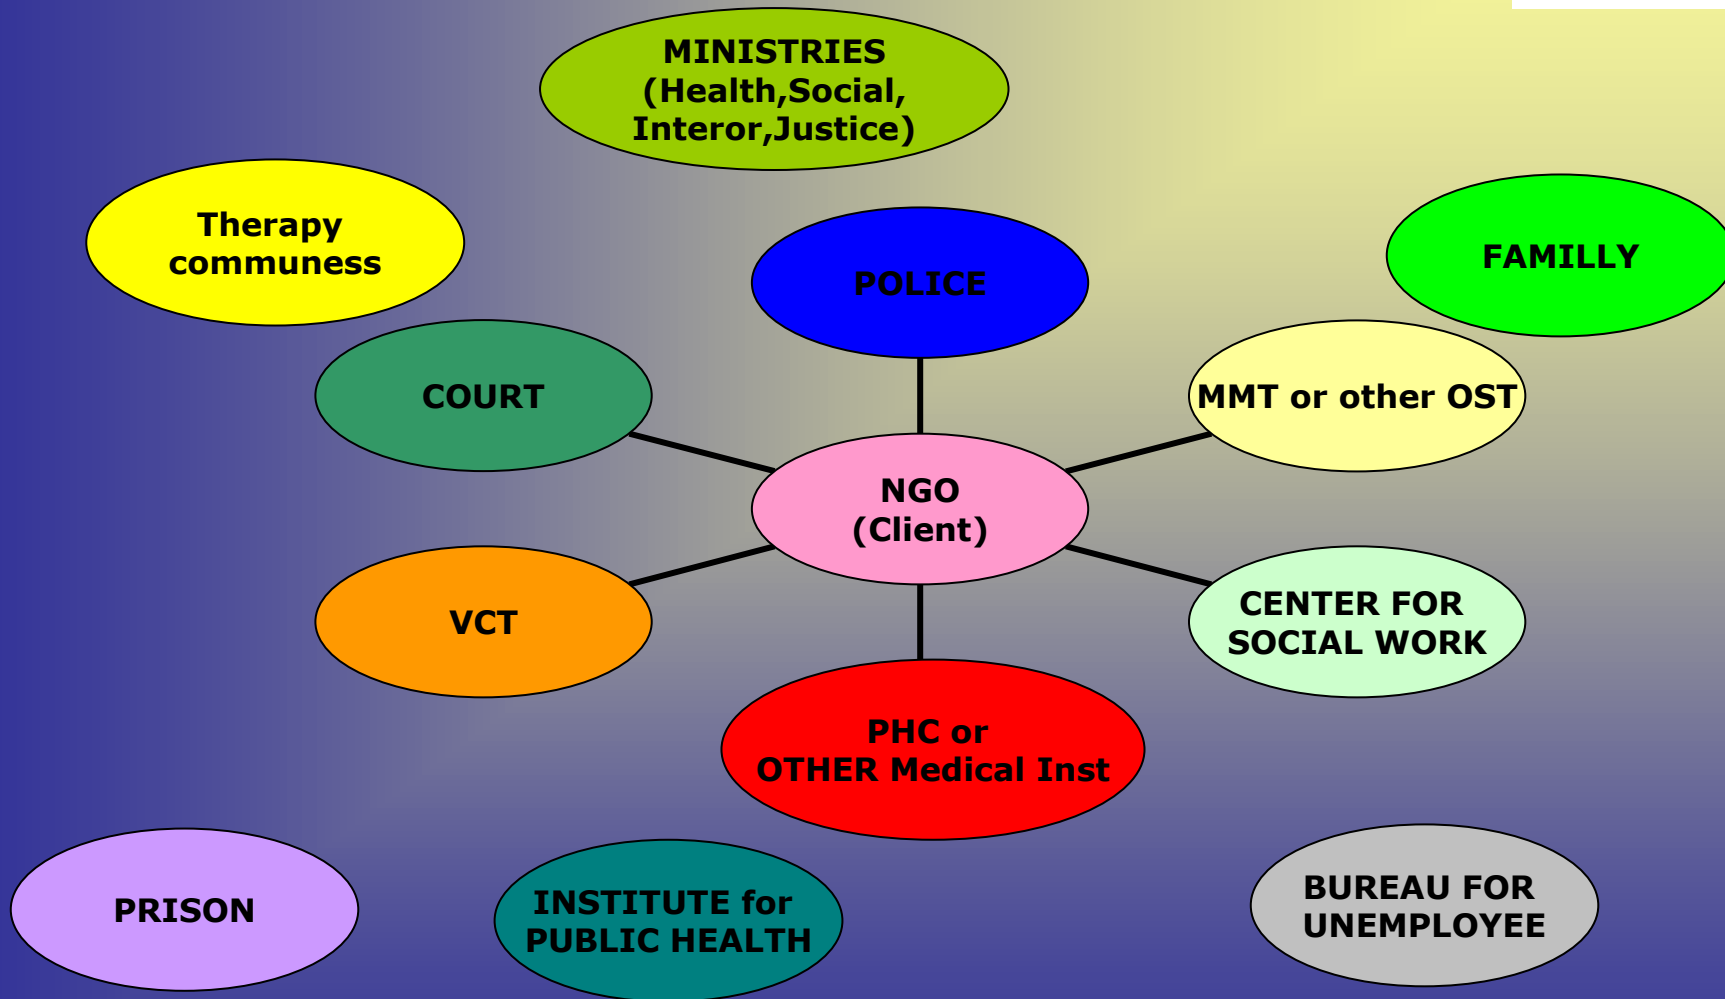 MINISTRIES
(Health,Social,
Interor,Justice)
Therapy
communess
POLICE
FAMILLY
COURT
MMT or other OST
NGO
(Client)
VCT
CENTER FOR
SOCIAL WORK
PHC or
OTHER Medical Inst
PRISON
INSTITUTE for
PUBLIC HEALTH
BUREAU FOR
UNEMPLOYEE